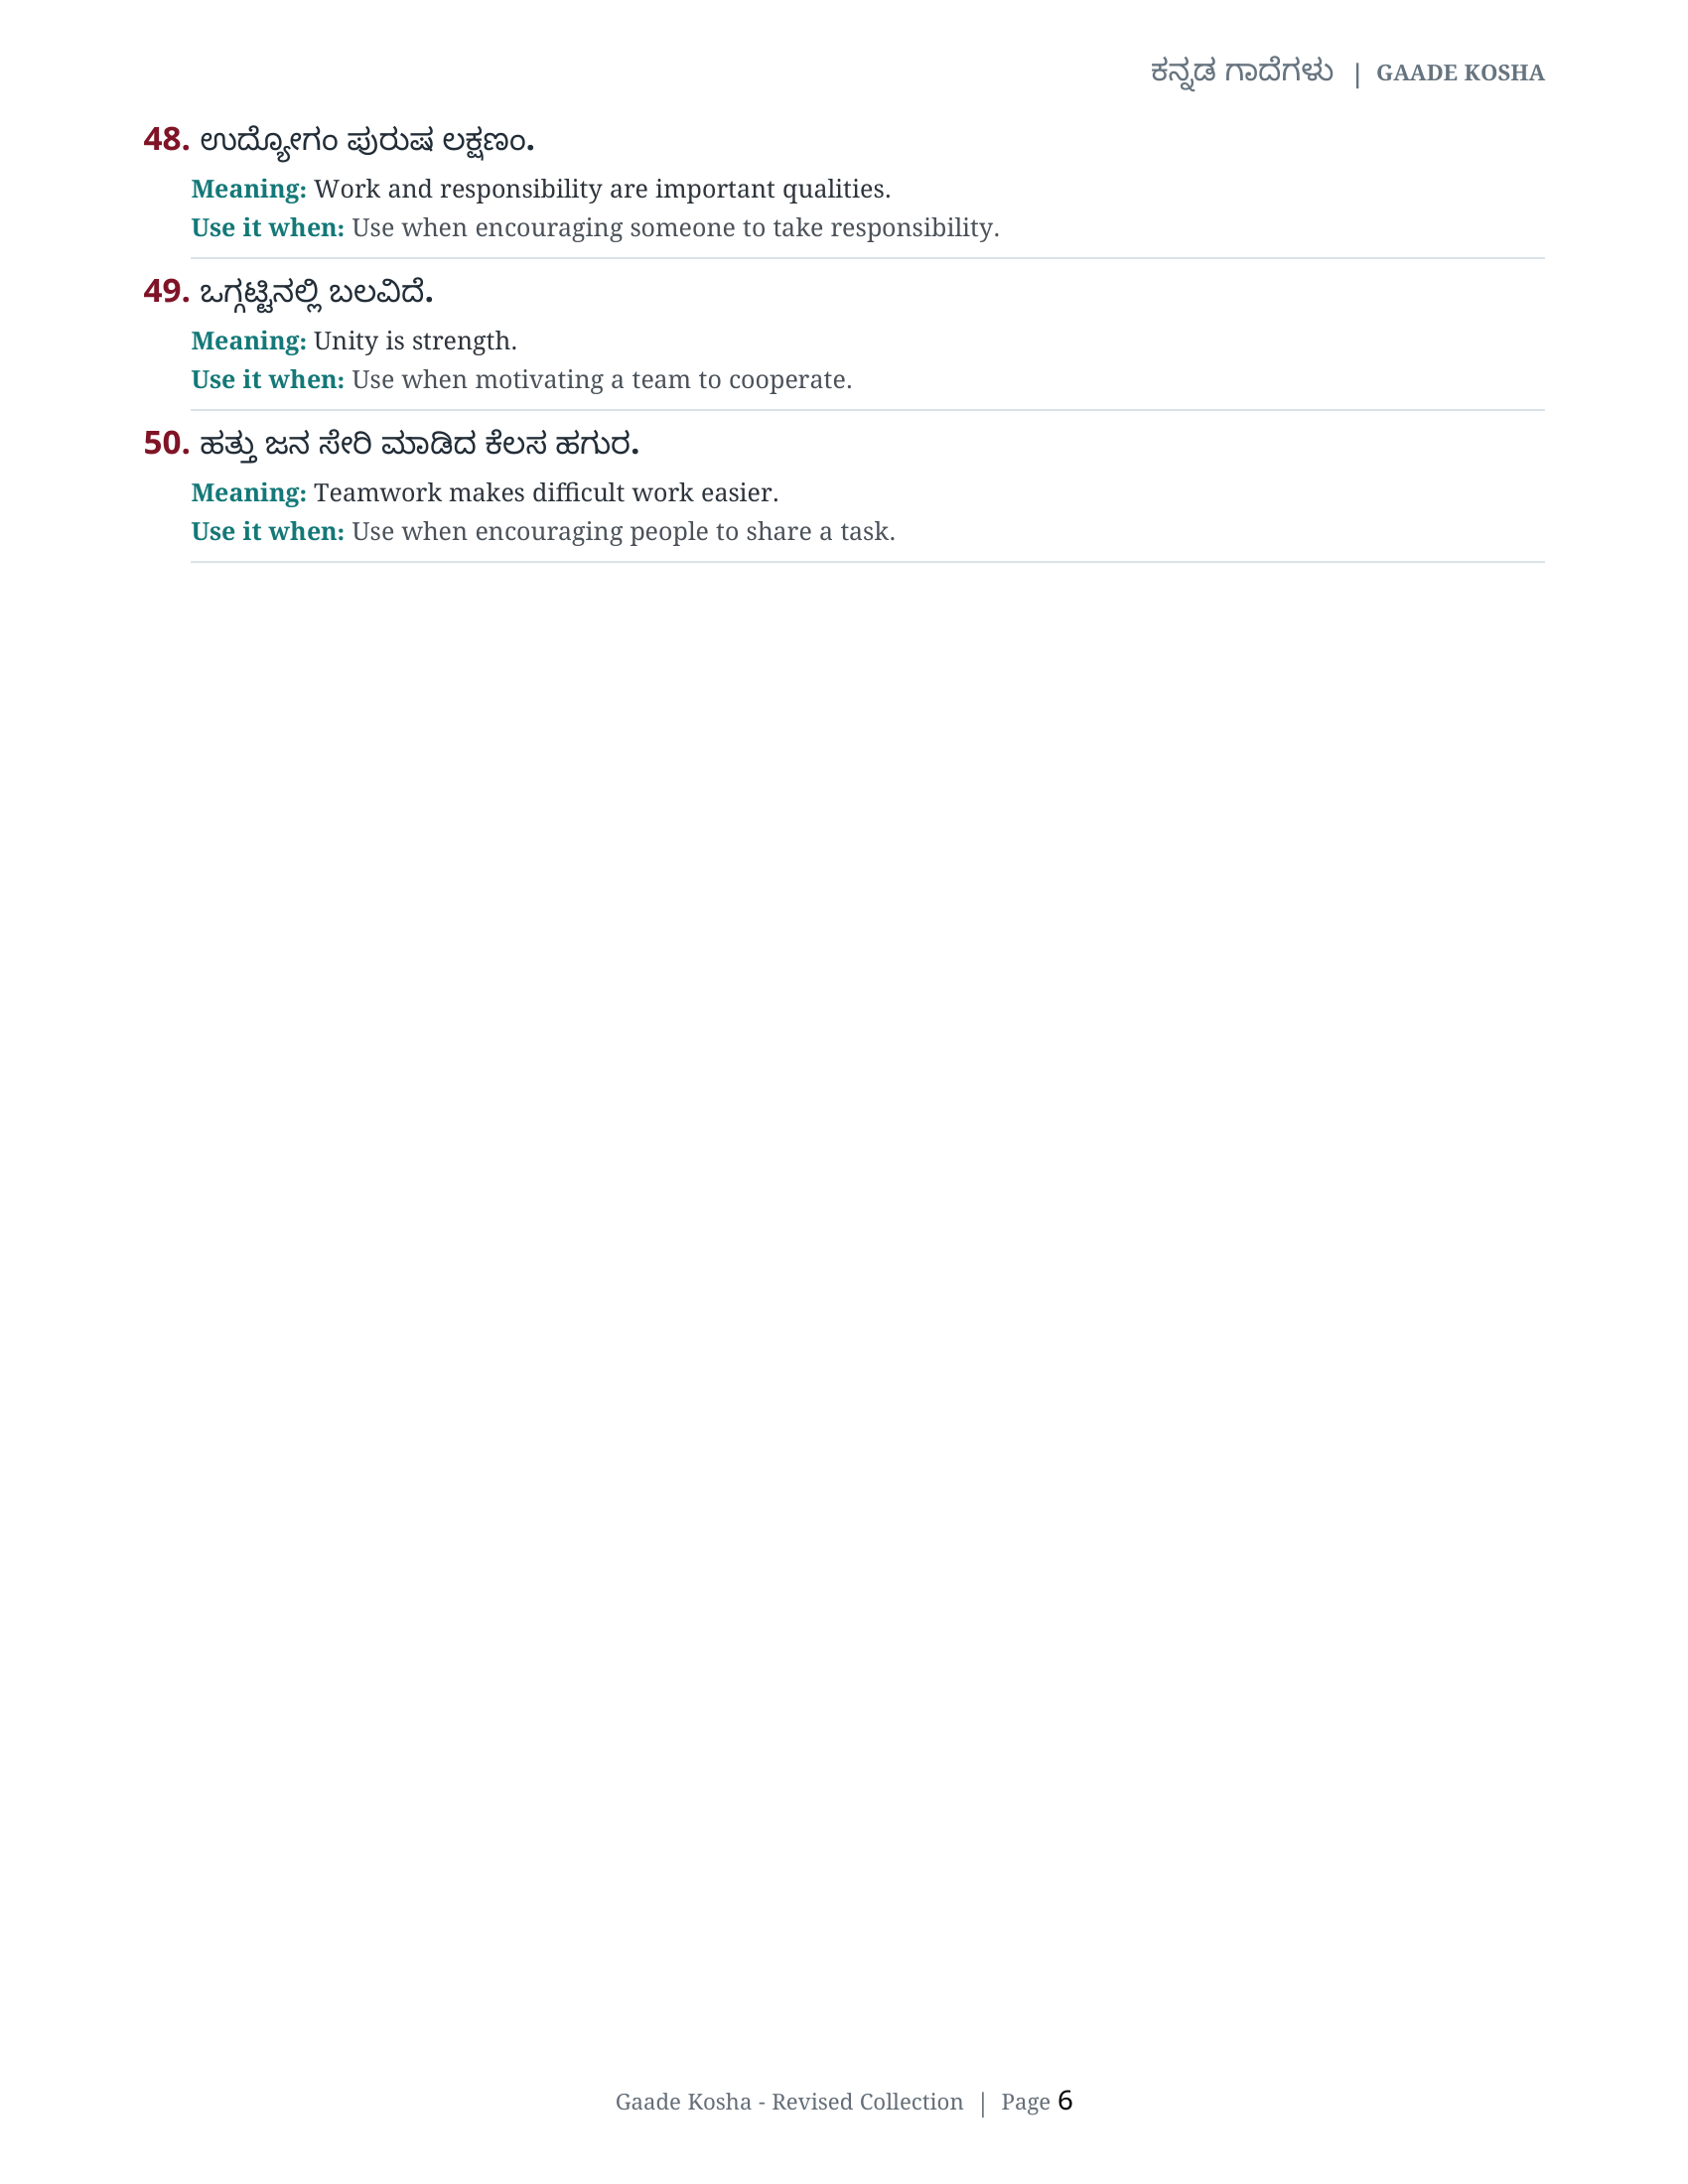 ಕನ್ನಡ ಗಾದೆಗಳು | GAADE KOSHA
48. ಉದ್ಯೋಗಂ ಪುರುಷ ಲಕ್ಷಣಂ.
Meaning: Work and responsibility are important qualities.
Use it when: Use when encouraging someone to take responsibility.
49. ಒಗ್ಗಟ್ಟಿನಲ್ಲಿ ಬಲವಿದೆ.
Meaning: Unity is strength.
Use it when: Use when motivating a team to cooperate.
50. ಹತ್ತು ಜನ ಸೇರಿ ಮಾಡಿದ ಕೆಲಸ ಹಗುರ.
Meaning: Teamwork makes difficult work easier.
Use it when: Use when encouraging people to share a task.
Gaade Kosha - Revised Collection | Page 6